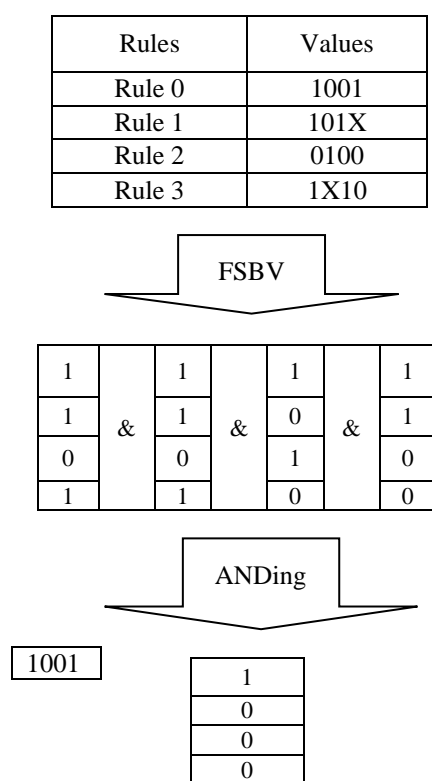 Rules Values
Rule 0 1001
Rule 1 101X
Rule 2 0100
Rule 3 1X10
FSBV
1 1 1 1
1 & 1 & 0 & 1
0 0 1 0
1 1 0 0
ANDing
1001
1
0
0
0